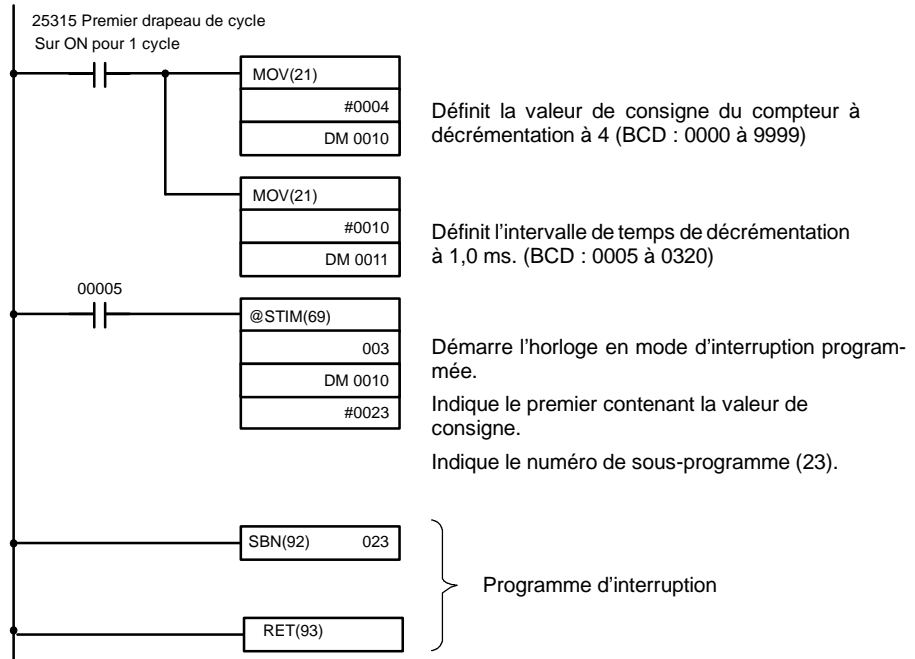 25315 Premier drapeau de cycle
Sur ON pour 1 cycle
MOV(21)
#0004
DM 0010
Définit la valeur de consigne du compteur à
décrémentation à 4 (BCD : 0000 à 9999)
MOV(21)
#0010
DM 0011
Définit l'intervalle de temps de décrémentation
à 1,0 ms. (BCD : 0005 à 0320)
00005
@STIM(69)
003
DM 0010
#0023
Démarre l'horloge en mode d'interruption program-
mée.
Indique le premier contenant la valeur de
consigne.
Indique le numéro de sous-programme (23).
SBN(92) 023
Programme d'interruption
RET(93)